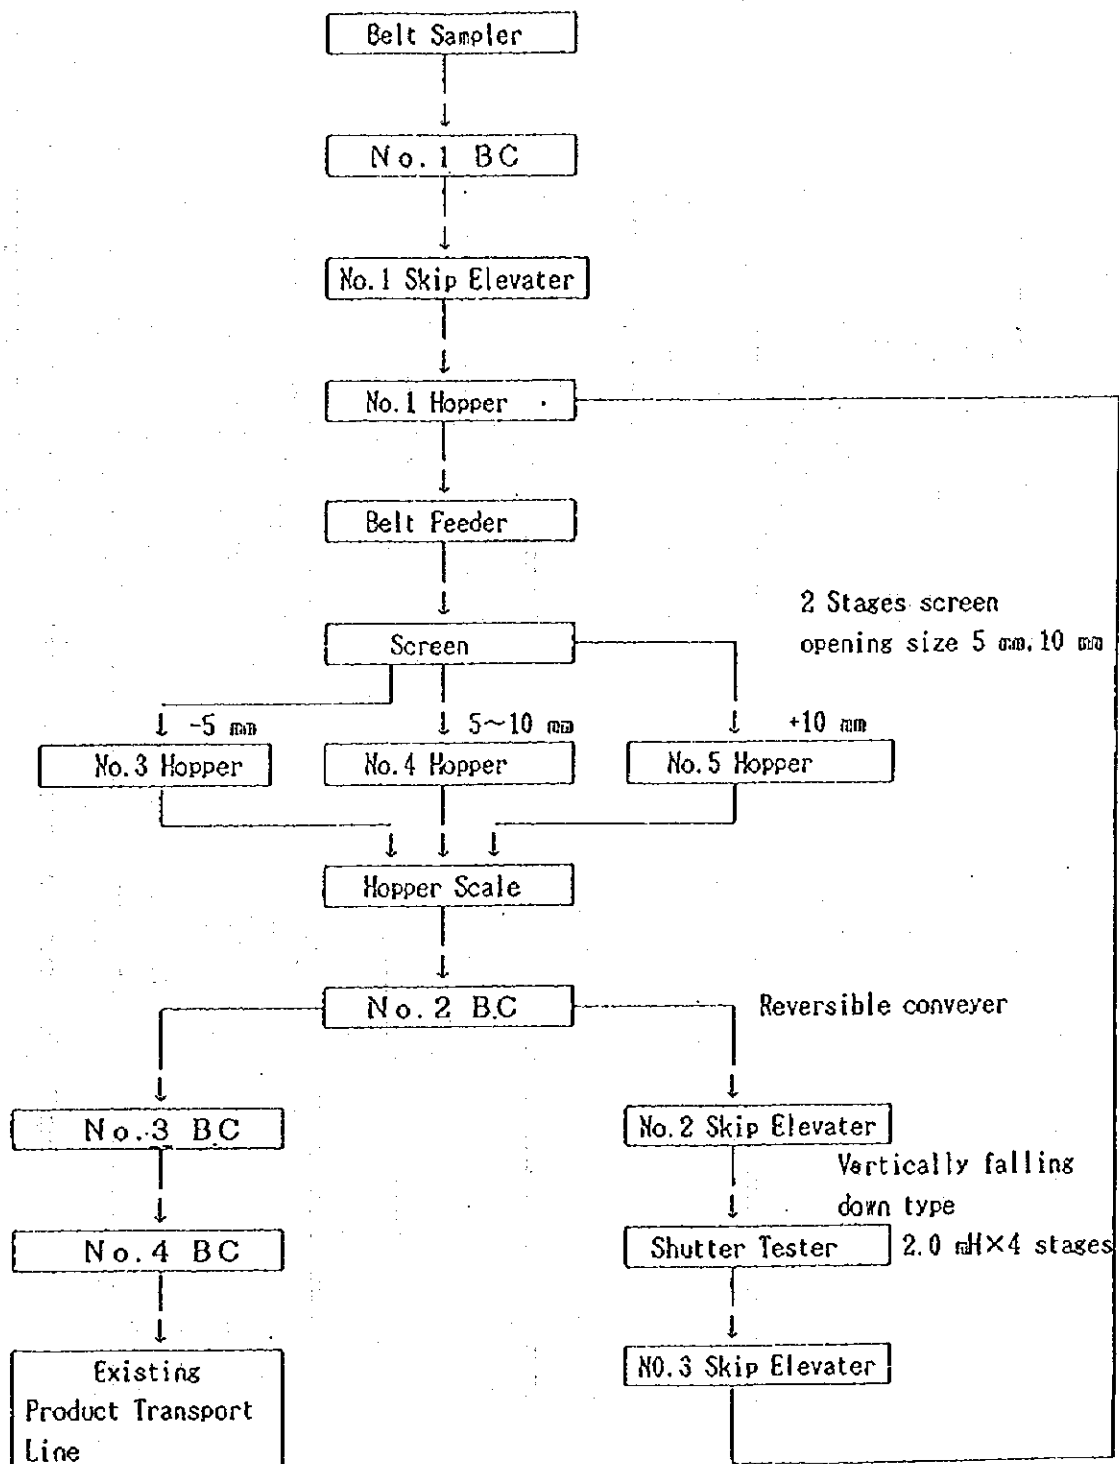 Belt Sampler
No.1 BC
No.1 Skip Elevater
No.1 Hopper
Belt Feeder
2 Stages screen
Screen
opening size 5 mm, 10 mm
-5 mm
5~10 mm
+10 mm
No.3 Hopper
No.4 Hopper
No.5 Hopper
Hopper Scale
No.2 BC
Reversible conveyer
No.3 BC
No.2 Skip Elevater
Vertically falling
down type
No.4 BC
Shutter Tester
2.0 mH×4 stages
Existing
Product Transport
Line
NO.3 Skip Elevater